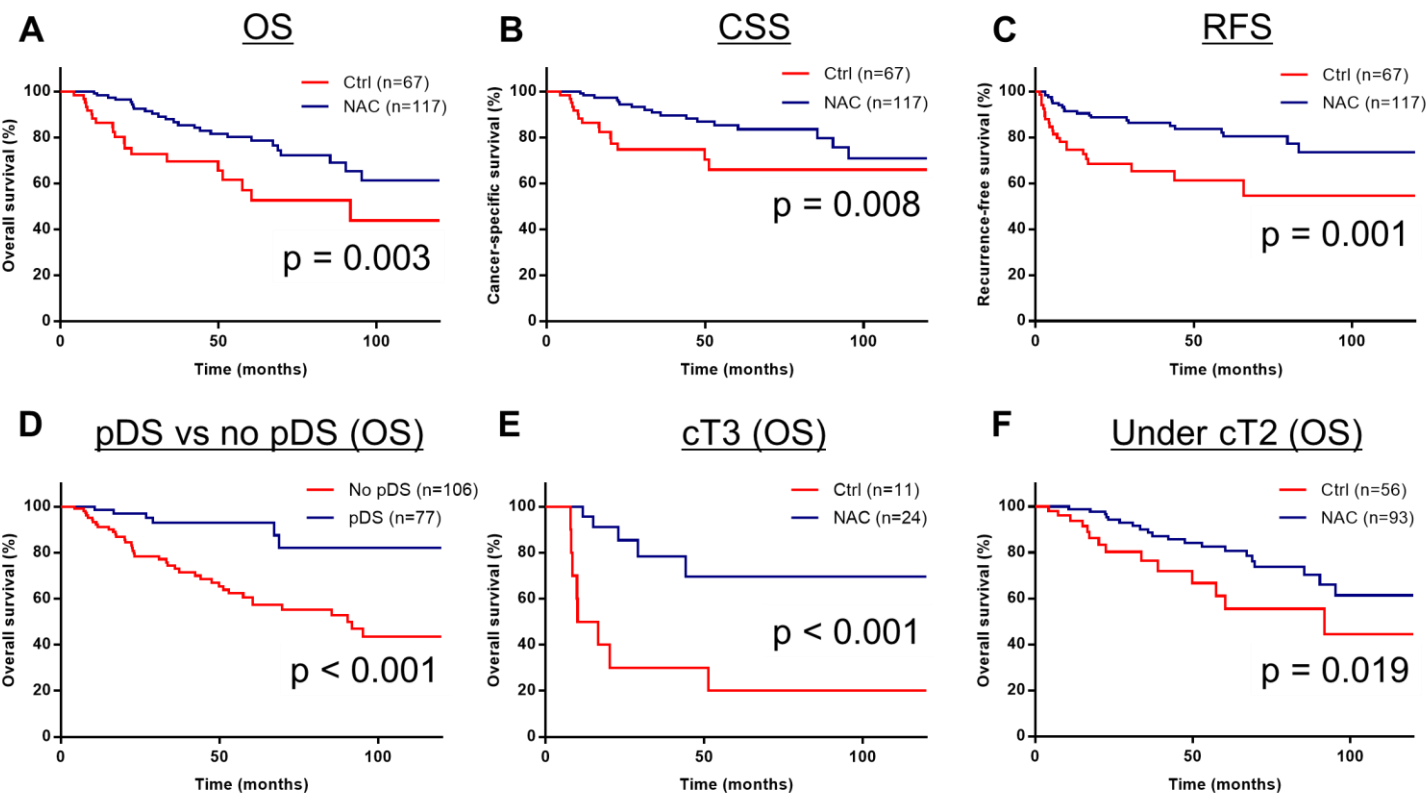 A
OS
Ctrl (n=67)
NAC (n=117)
Overall survival (%)
100
80
60
40
20
0
p = 0.003
0
50
100
Time (months)
B
CSS
Ctrl (n=67)
NAC (n=117)
Cancer-specific survival (%)
100
80
60
40
20
0
p = 0.008
0
50
100
Time (months)
C
RFS
Ctrl (n=67)
NAC (n=117)
Recurrence-free survival (%)
100
80
60
40
20
0
p = 0.001
0
50
100
Time (months)
D
pDS vs no pDS (OS)
No pDS (n=106)
pDS (n=77)
Overall survival (%)
100
80
60
40
20
0
p < 0.001
0
50
100
Time (months)
E
cT3 (OS)
Ctrl (n=11)
NAC (n=24)
Overall survival (%)
100
80
60
40
20
0
p < 0.001
0
50
100
Time (months)
F
Under cT2 (OS)
Ctrl (n=56)
NAC (n=93)
Overall survival (%)
100
80
60
40
20
0
p = 0.019
0
50
100
Time (months)